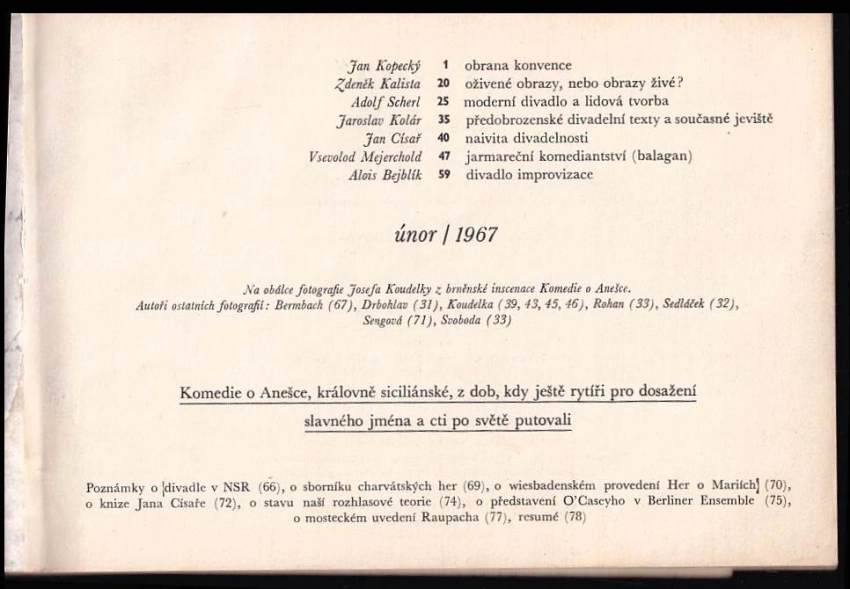 Jan Kopecký 1 obrana konvence
Zdeněk Kalista 20 oživené obrazy, nebo obrazy živé?
Adolf Scherl 25 moderní divadlo a lidová tvorba
Jaroslav Kolár 35 předobrozenské divadelní texty a současné jeviště
Jan Císař 40 naivita divadelnosti
Vsevolod Mejerchold 47 jarmareční komediantství (balagan)
Alois Bejblík 59 divadlo improvizace
únor / 1967
Na obálce fotografie Josefa Koudelky z brněnské inscenace Komedie o Anešce.
Autoři ostatních fotografií: Bermbach (67), Drbohlav (31), Koudelka (39, 43, 45, 46), Rohan (33), Sedláček (32),
Sengová (71), Svoboda (33)
Komedie o Anešce, královně siciliánské, z dob, kdy ještě rytíři pro dosažení
slavného jména a cti po světě putovali
Poznámky o divadle v NSR (66), o sborníku charvátských her (69), o wiesbadenském provedení Her o Mariích (70),
o knize Jana Císaře (72), o stavu naší rozhlasové teorie (74), o představení O'Caseyho v Berliner Ensemble (75),
o mosteckém uvedení Raupacha (77), resumé (78)